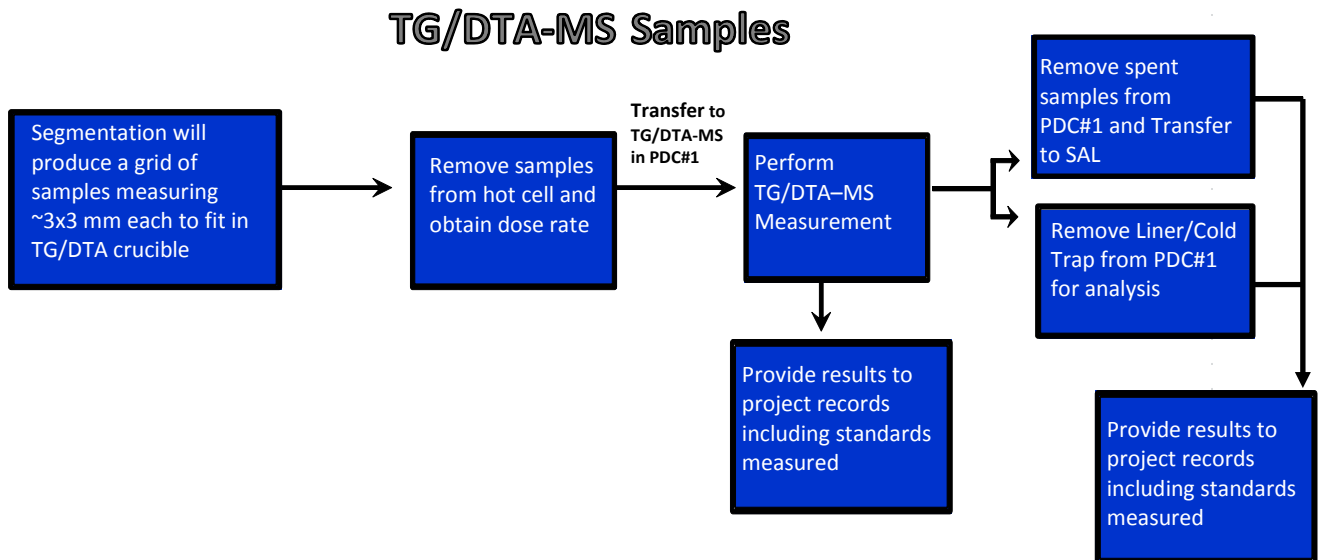 TG/DTA-MS Samples
Segmentation will
produce a grid of
samples measuring
~3x3 mm each to fit in
TG/DTA crucible
Remove samples
from hot cell and
obtain dose rate
Transfer to
TG/DTA-MS
in PDC#1
Perform
TG/DTA–MS
Measurement
Remove spent
samples from
PDC#1 and Transfer
to SAL
Remove Liner/Cold
Trap from PDC#1
for analysis
Provide results to
project records
including standards
measured
Provide results to
project records
including standards
measured